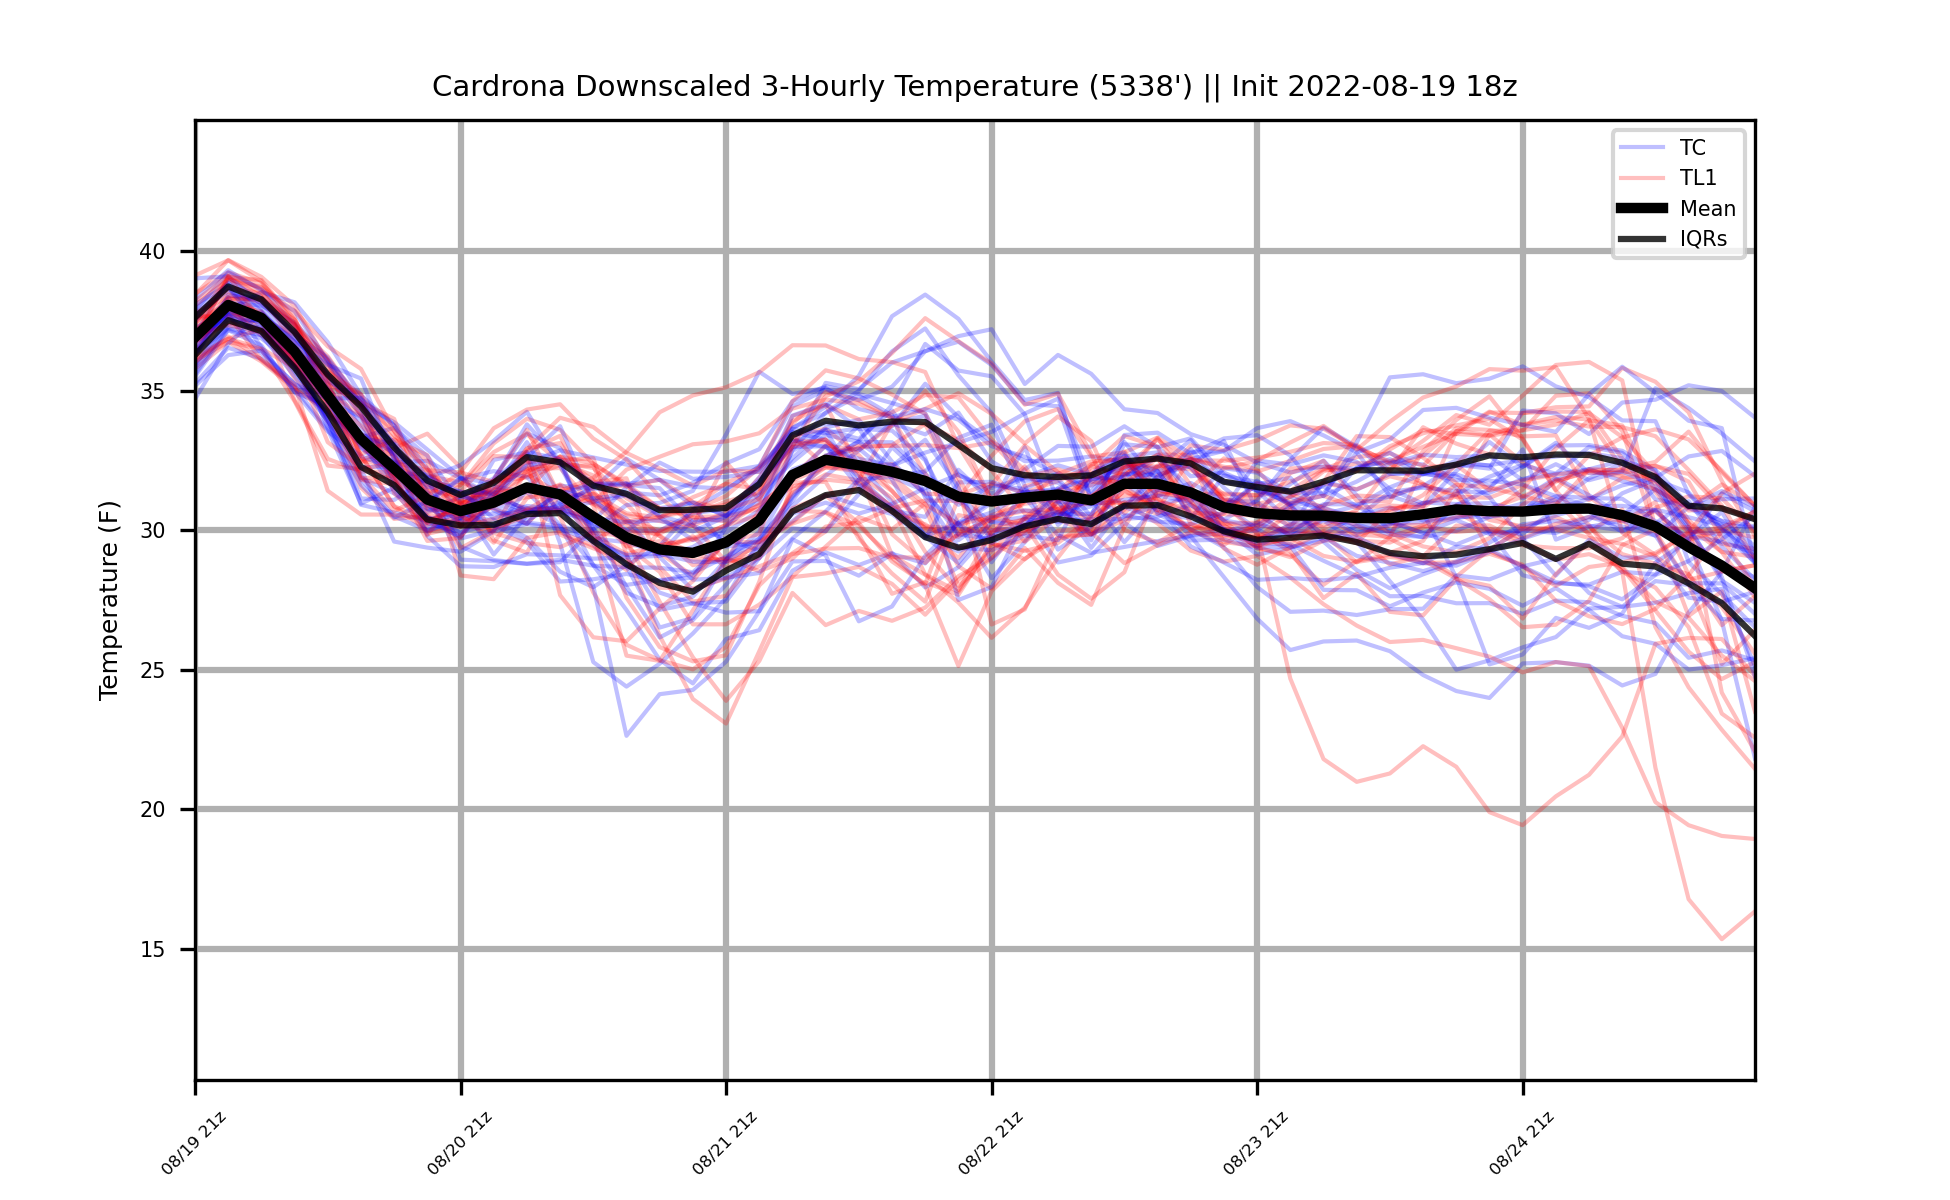 Cardrona Downscaled 3-Hourly Temperature (5338') || Init 2022-08-19 18z
TC
TL1
Mean
IQRs
Temperature (F)
40
35
30
25
20
15
08/19 21z
08/20 21z
08/21 21z
08/22 21z
08/23 21z
08/24 21z